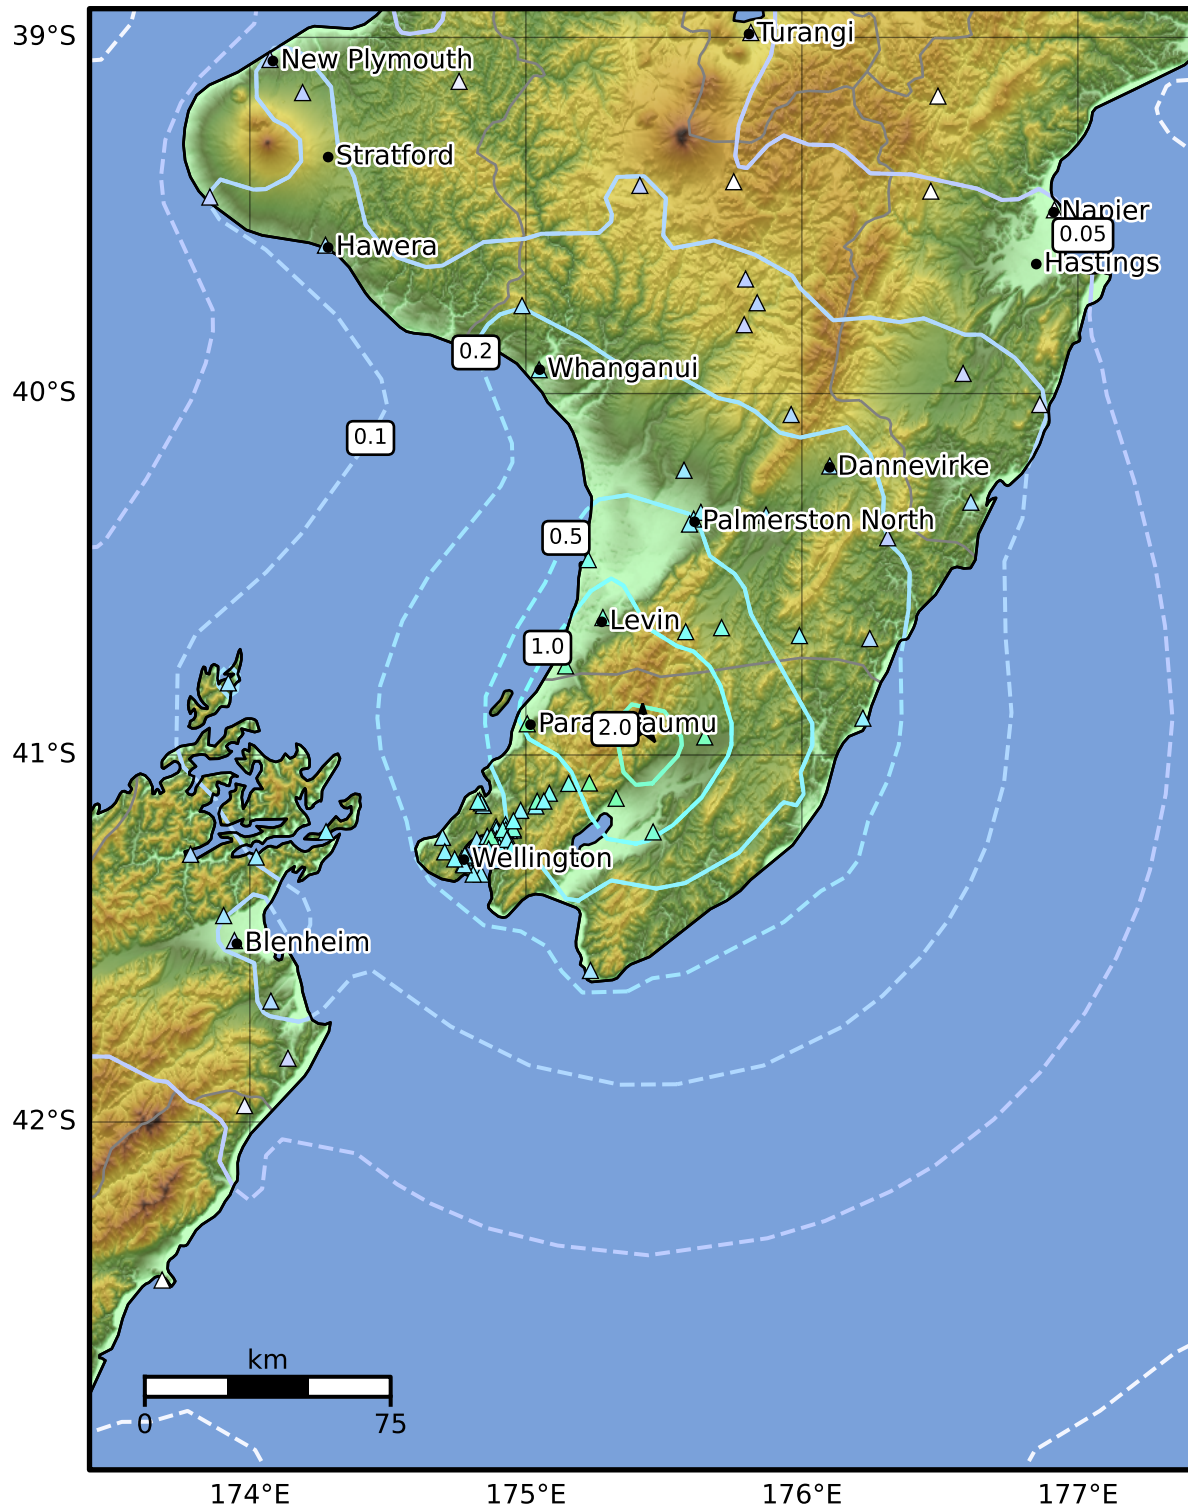 39°S
Turangi
New Plymouth
Stratford
Napier
0.05
Hawera
Hastings
0.2
Whanganui
40°S
0.1
Dannevirke
Palmerston North
0.5
Levin
1.0
Paraparaumu
2.0
41°S
Wellington
Blenheim
42°S
km
0 75
174°E 175°E 176°E 177°E